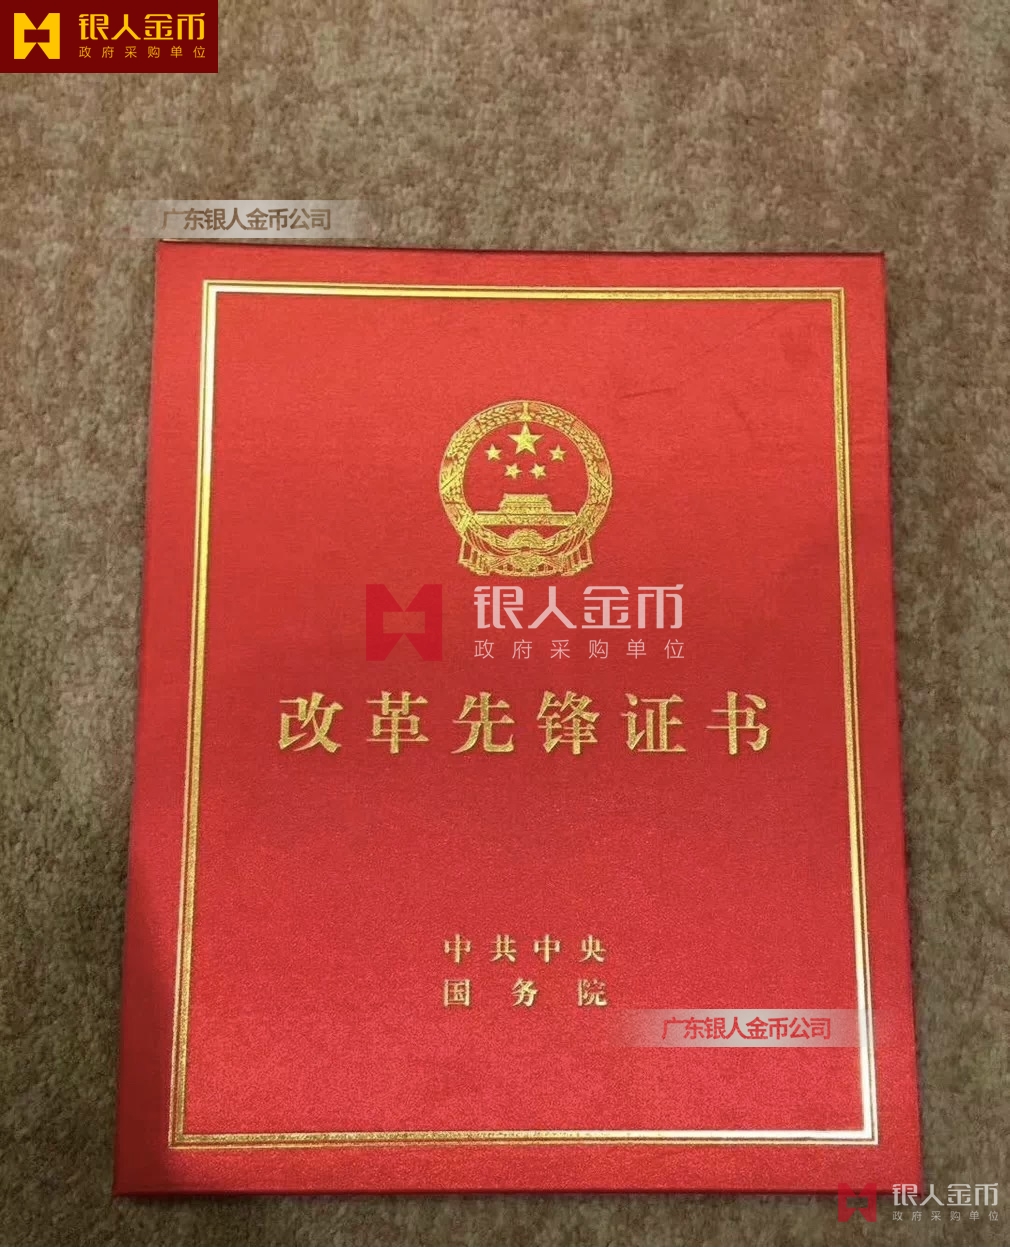 银人金币
政府采购单位
广东银人金币公司
银人金币
政府采购单位
改革先锋证书
中共中央
国务院
广东银人金币公司
银人金币
政府采购单位